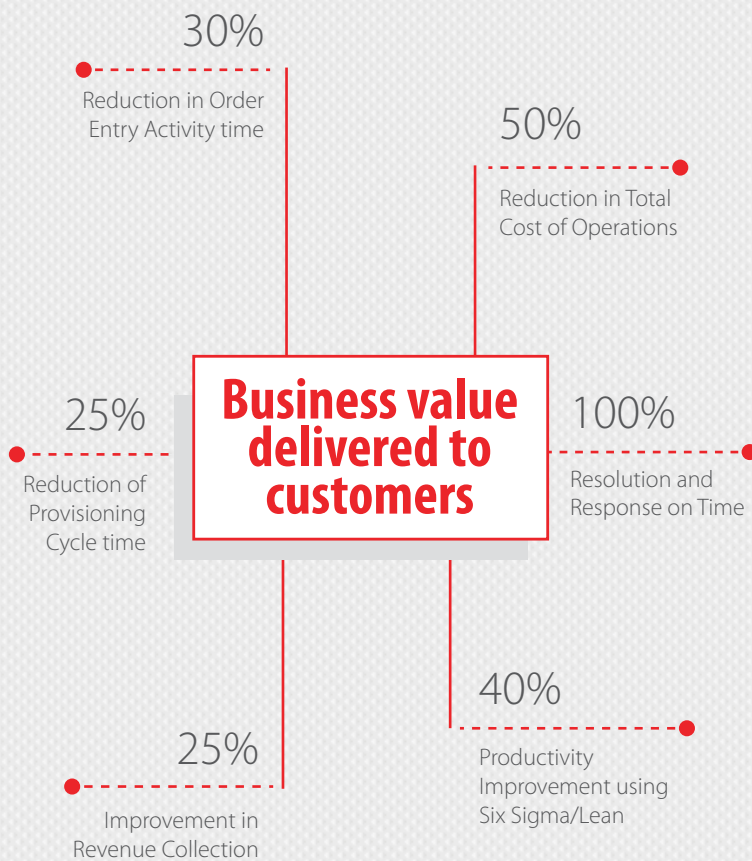 30%
Reduction in Order
Entry Activity time
50%
Reduction in Total
Cost of Operations
Business value
delivered to
customers
25%
Reduction of
Provisioning
Cycle time
100%
Resolution and
Response on Time
25%
Improvement in
Revenue Collection
40%
Productivity
Improvement using
Six Sigma/Lean